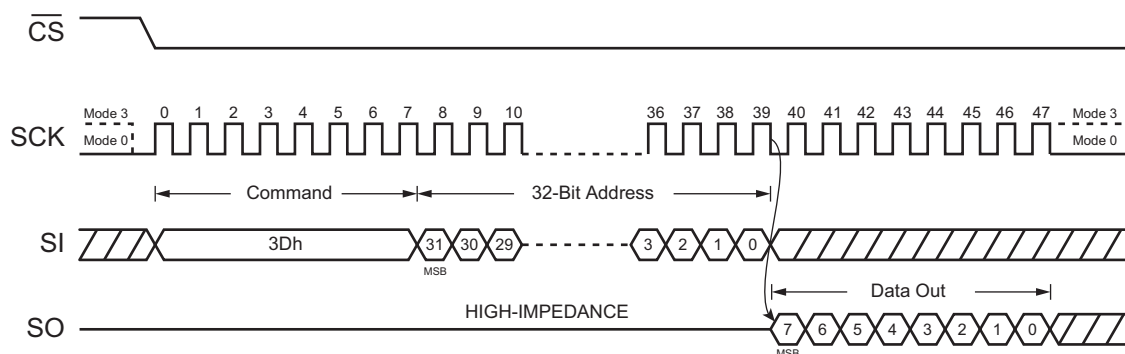 CS
0 1 2 3 4 5 6 7 8 9 10 36 37 38 39 40 41 42 43 44 45 46 47
Mode 3 Mode 3
SCK
Mode 0 Mode 0
Command 32-Bit Address
SI 3Dh 31 30 29 3 2 1 0
MSB
Data Out
HIGH-IMPEDANCE
SO 7 6 5 4 3 2 1 0
MSB